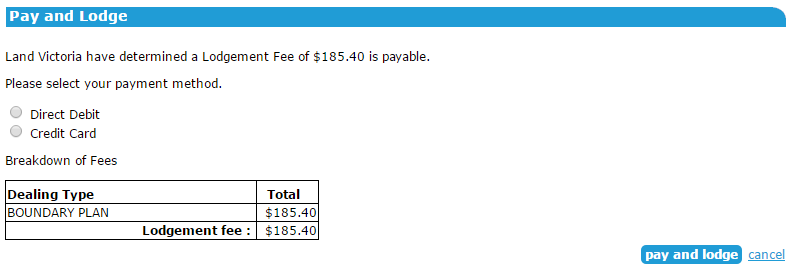 Pay and Lodge
Land Victoria have determined a Lodgement Fee of $185.40 is payable.
Please select your payment method.
Direct Debit
Credit Card
Breakdown of Fees
Dealing Type Total
BOUNDARY PLAN $185.40
Lodgement fee : $185.40
pay and lodge cancel